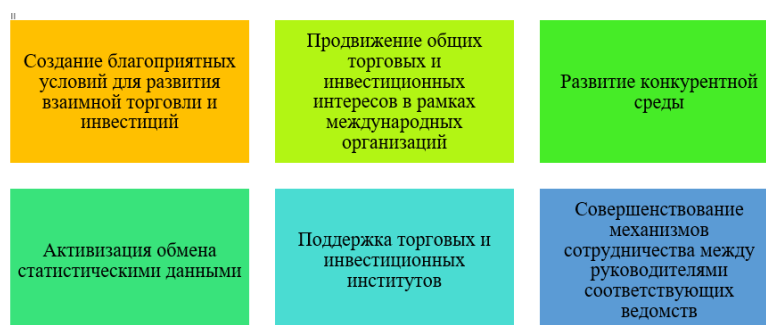 Создание благоприятных
условий для развития
взаимной торговли и
инвестиций
Продвижение общих
торговых и
инвестиционных
интересов в рамках
международных
организаций
Развитие конкурентной
среды
Активизация обмена
статистическими данными
Поддержка торговых и
инвестиционных
институтов
Совершенствование
механизмов
сотрудничества между
руководителями
соответствующих
ведомств